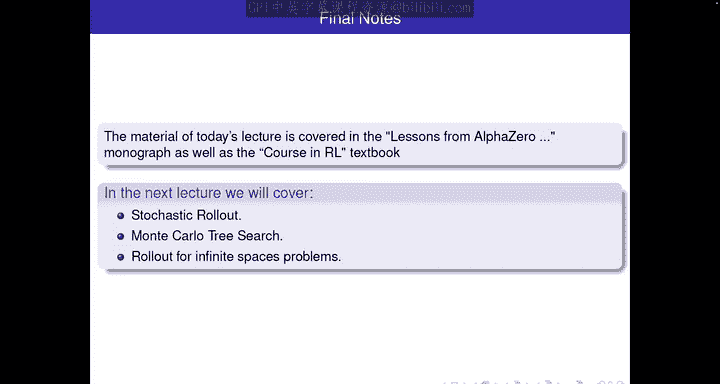 Final Notes
The material of today's lecture is covered in the "Lessons from AlphaZero ..."
monograph as well as the “Course in RL" textbook
In the next lecture we will cover:
Stochastic Rollout.
Monte Carlo Tree Search.
Rollout for infinite spaces problems.